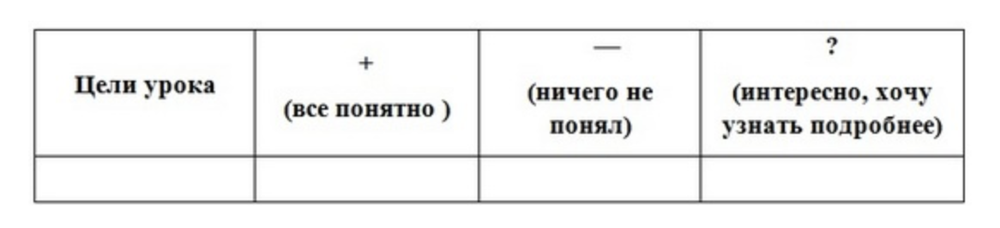 Цели урока
+
(все понятно )
—
(ничего не
понял)
?
(интересно, хочу
узнать подробнее)